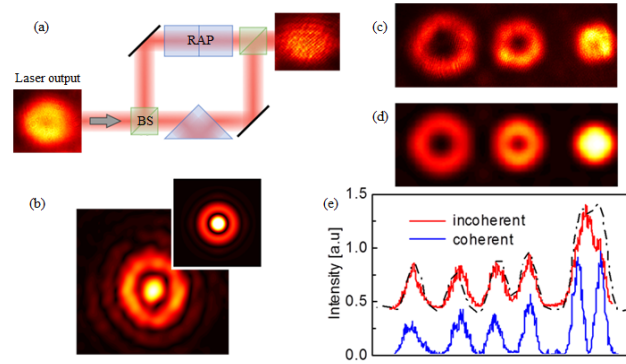 (a)
RAP
Laser output
BS
(b)
(c)
(d)
(e)
1.5
1.0
0.5
0.0
Intensity [a.u]
incoherent
coherent